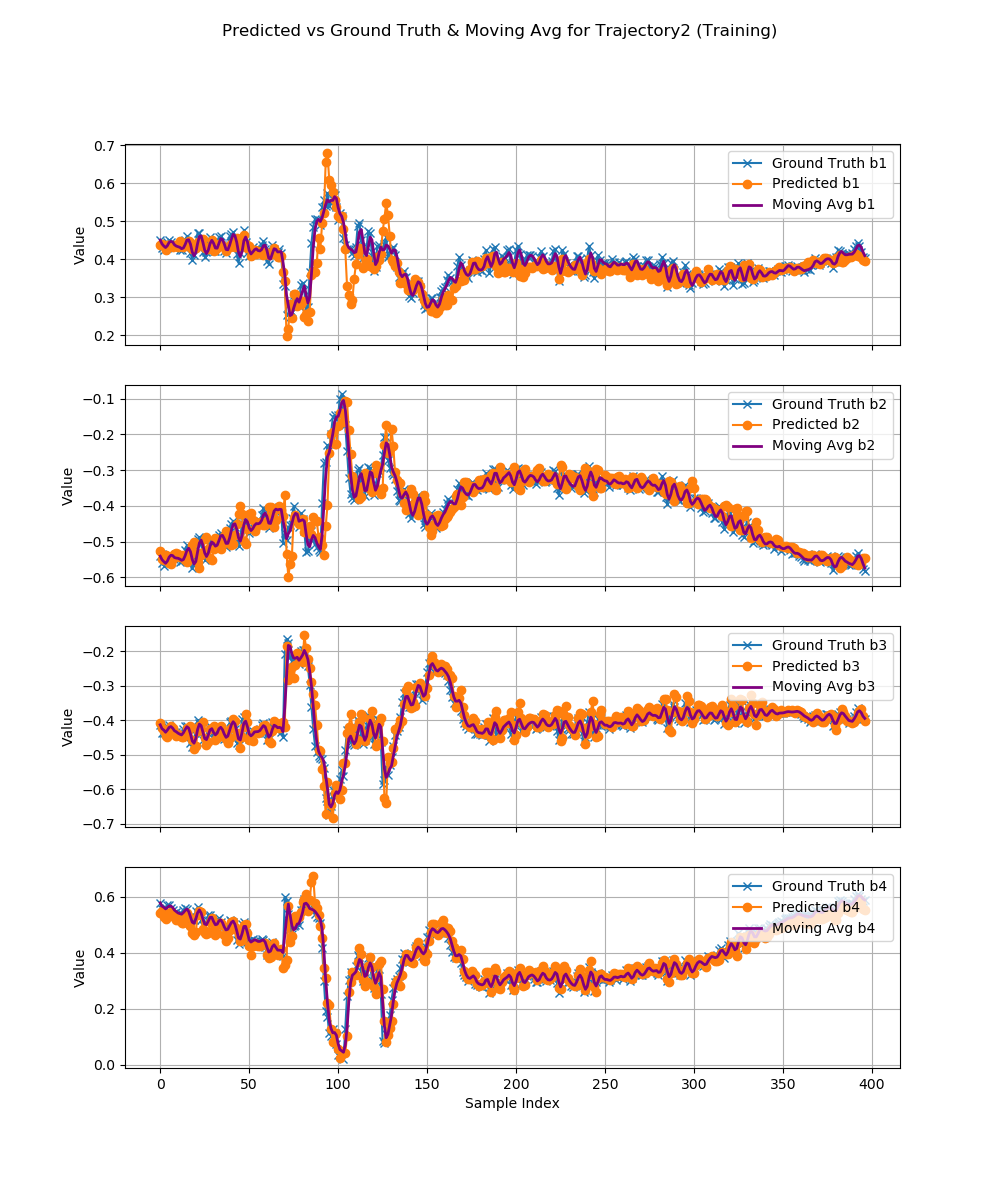 Predicted vs Ground Truth & Moving Avg for Trajectory2 (Training)
0.7
0.6
0.5
0.4
0.3
0.2
Value
Ground Truth b1
Predicted b1
Moving Avg b1
−0.1
−0.2
−0.3
−0.4
−0.5
−0.6
Value
Ground Truth b2
Predicted b2
Moving Avg b2
−0.2
−0.3
−0.4
−0.5
−0.6
−0.7
Value
Ground Truth b3
Predicted b3
Moving Avg b3
0.6
0.4
0.2
0.0
Value
Ground Truth b4
Predicted b4
Moving Avg b4
0 50 100 150 200 250 300 350 400
Sample Index